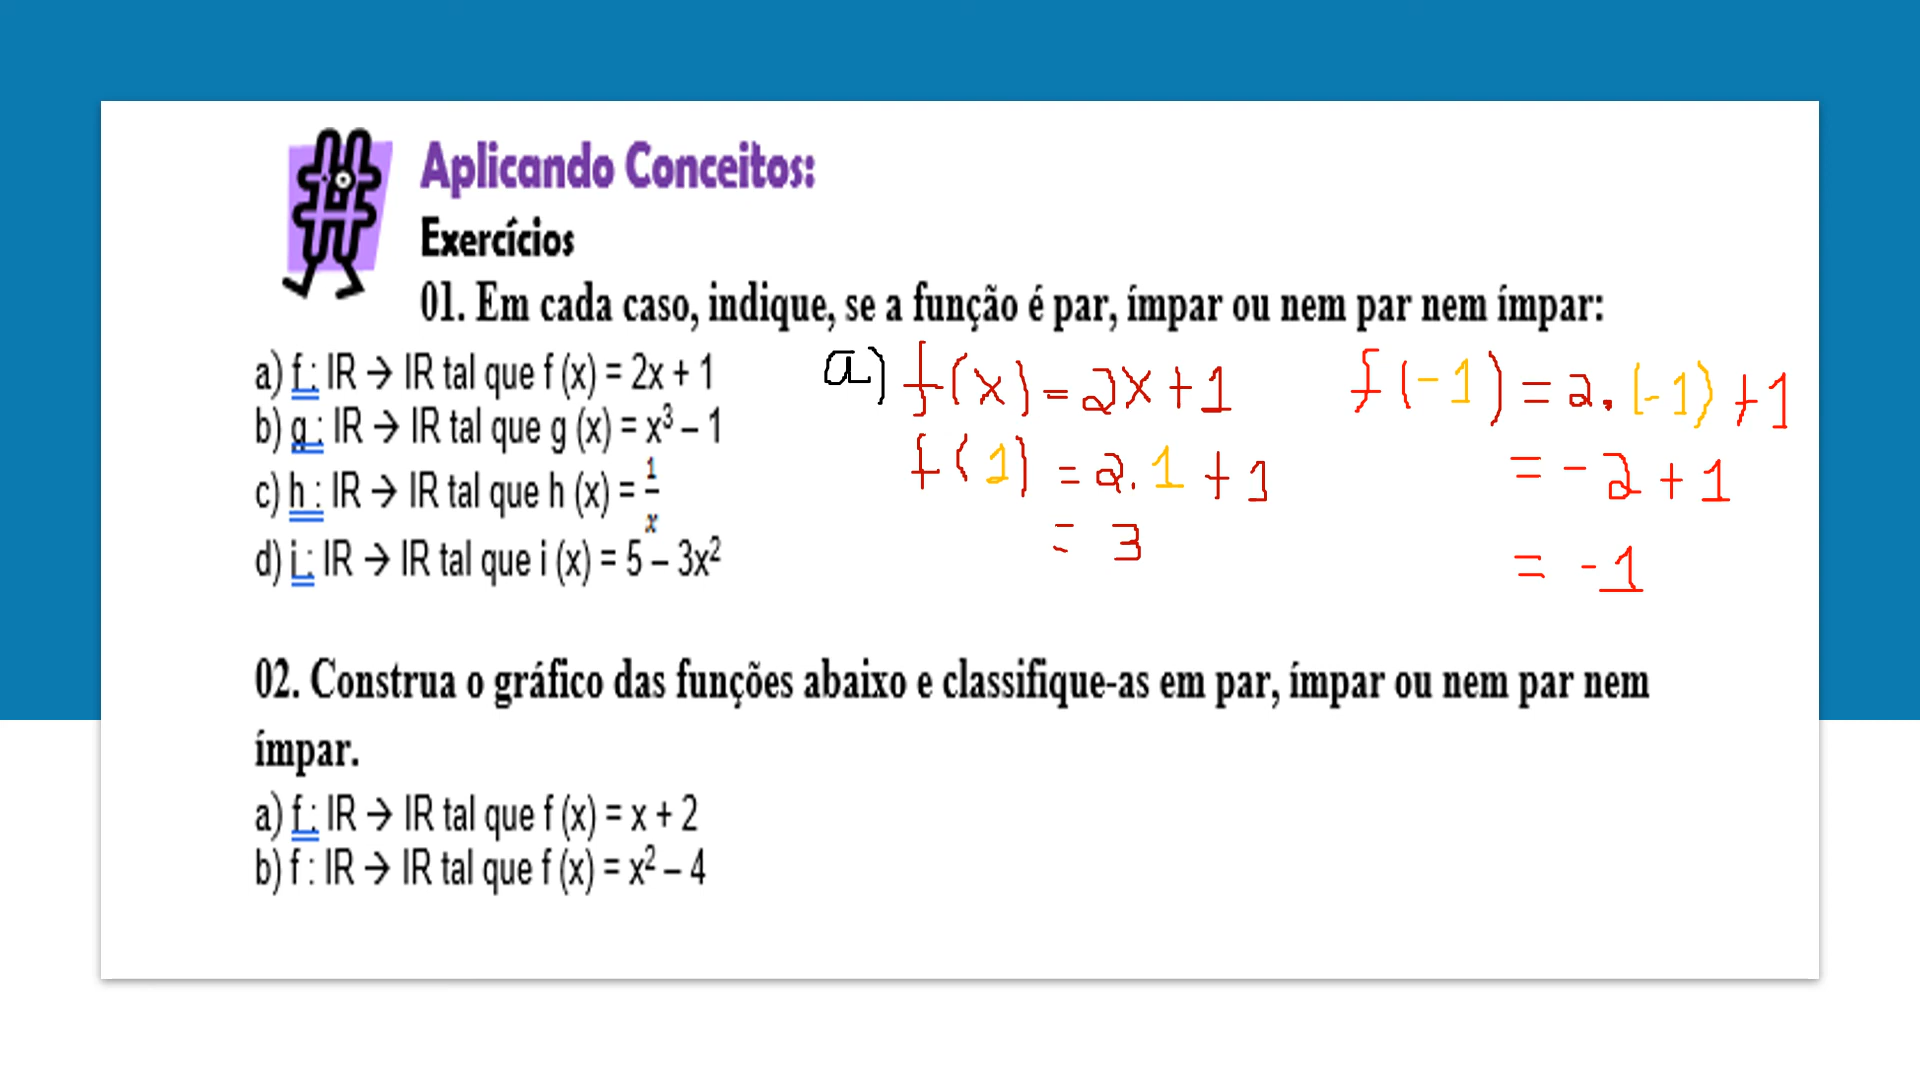 Aplicando Conceitos:
Exercícios
01. Em cada caso, indique, se a função é par, ímpar ou nem par nem ímpar:
a) f : IR → IR tal que f (x) = 2x + 1
b) g : IR → IR tal que g (x) = x³ – 1
c) h : IR → IR tal que h (x) = 1/x
d) i : IR → IR tal que i (x) = 5 – 3x²
a) f(x) = 2x + 1
f(1) = 2.1 + 1
= 3
f(-1) = 2.(-1) + 1
= -2 + 1
= -1
02. Construa o gráfico das funções abaixo e classifique-as em par, ímpar ou nem par nem
ímpar.
a) f : IR → IR tal que f (x) = x + 2
b) f : IR → IR tal que f (x) = x² – 4